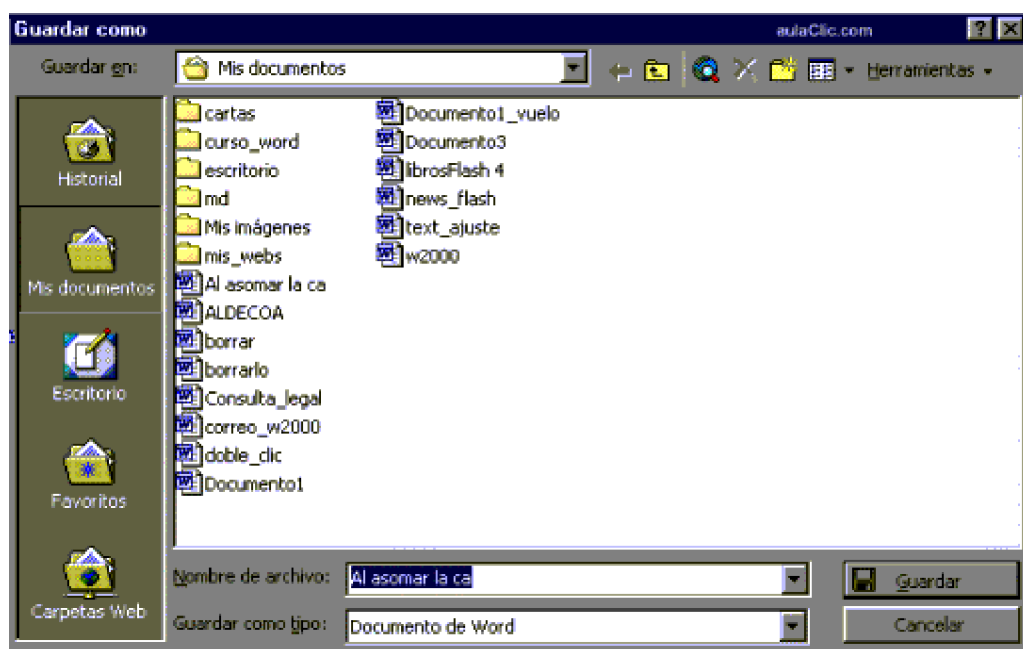 Guardar como aulaClic.com
Guardar en: Mis documentos Herramientas
Historial
Mis documentos
Escritorio
Favoritos
Carpetas Web
cartas
curso_word
escritorio
md
Mis imágenes
mis_webs
Al asomar la ca
ALDECOA
borrar
borrarlo
Consulta_legal
correo_w2000
doble_clic
Documento1
Documento1_vuelo
Documento3
librosFlash 4
news_flash
text_ajuste
w2000
Nombre de archivo: Al asomar la ca Guardar
Guardar como tipo: Documento de Word Cancelar